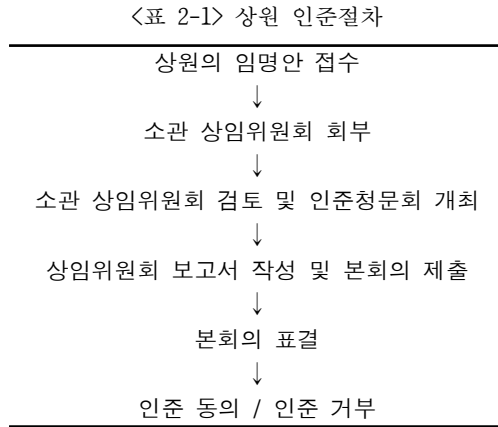 <표 2-1> 상원 인준절차
상원의 임명안 접수
↓
소관 상임위원회 회부
↓
소관 상임위원회 검토 및 인준청문회 개최
↓
상임위원회 보고서 작성 및 본회의 제출
↓
본회의 표결
↓
인준 동의 / 인준 거부